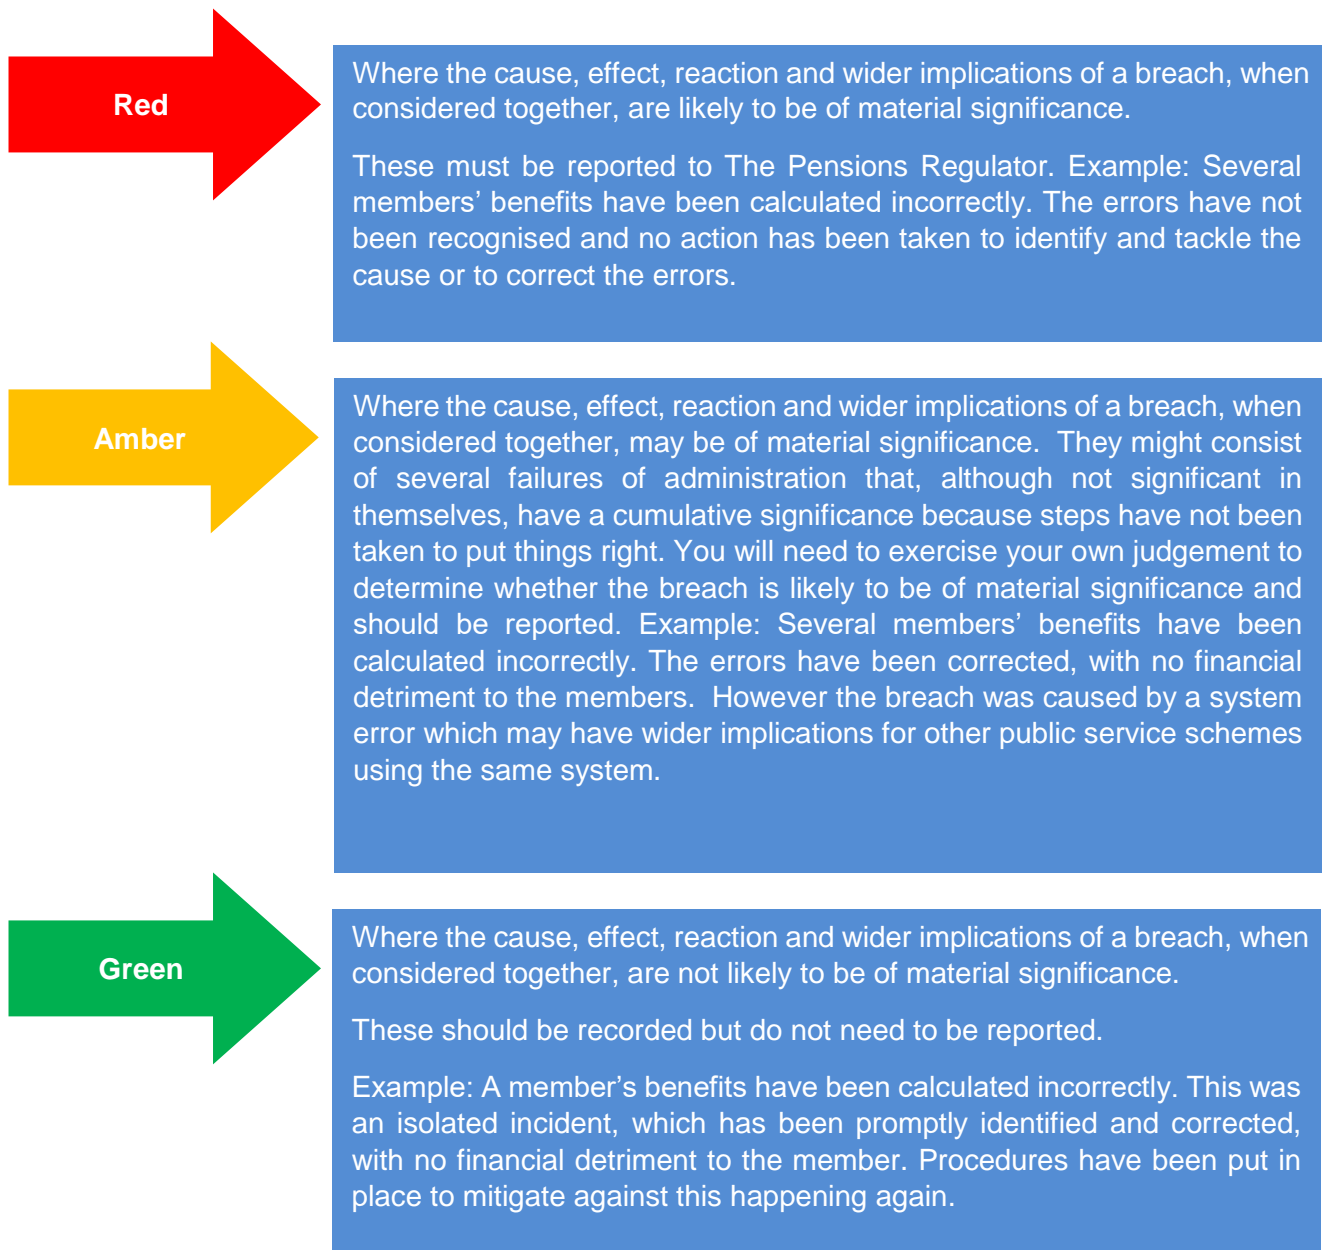 Red
Where the cause, effect, reaction and wider implications of a breach, when
considered together, are likely to be of material significance.
These must be reported to The Pensions Regulator. Example: Several
members’ benefits have been calculated incorrectly. The errors have not
been recognised and no action has been taken to identify and tackle the
cause or to correct the errors.
Amber
Where the cause, effect, reaction and wider implications of a breach, when
considered together, may be of material significance. They might consist
of several failures of administration that, although not significant in
themselves, have a cumulative significance because steps have not been
taken to put things right. You will need to exercise your own judgement to
determine whether the breach is likely to be of material significance and
should be reported. Example: Several members’ benefits have been
calculated incorrectly. The errors have been corrected, with no financial
detriment to the members. However the breach was caused by a system
error which may have wider implications for other public service schemes
using the same system.
Green
Where the cause, effect, reaction and wider implications of a breach, when
considered together, are not likely to be of material significance.
These should be recorded but do not need to be reported.
Example: A member’s benefits have been calculated incorrectly. This was
an isolated incident, which has been promptly identified and corrected,
with no financial detriment to the member. Procedures have been put in
place to mitigate against this happening again.